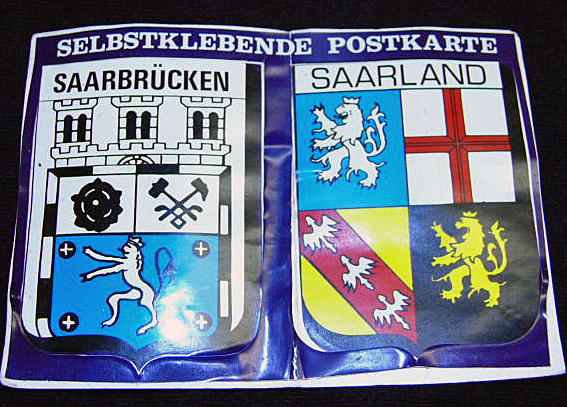 SELBSTKLEBENDE POSTKARTE
SAARBRÜCKEN
SAARLAND